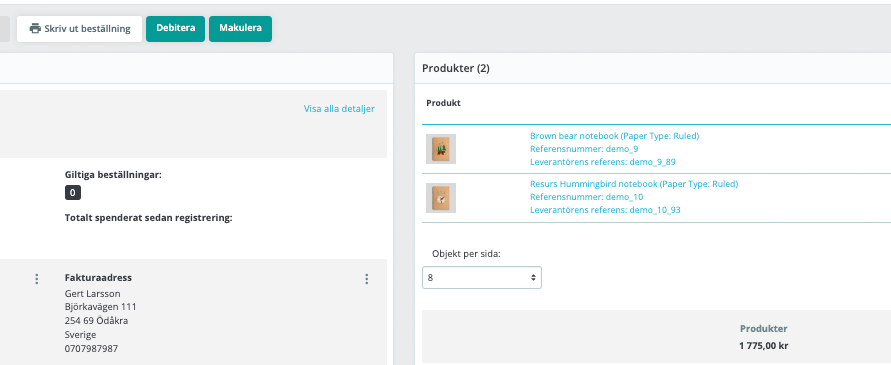 Skriv ut beställning
Debitera
Makulera
Visa alla detaljer
Giltiga beställningar:
0
Totalt spenderat sedan registrering:
Fakturaadress
Gert Larsson
Björkavägen 111
254 69 Ödåkra
Sverige
0707987987
Produkter (2)
Produkt
Brown bear notebook (Paper Type: Ruled)
Referensnummer: demo_9
Leverantörens referens: demo_9_89
Resurs Hummingbird notebook (Paper Type: Ruled)
Referensnummer: demo_10
Leverantörens referens: demo_10_93
Objekt per sida:
8
Produkter
1 775,00 kr